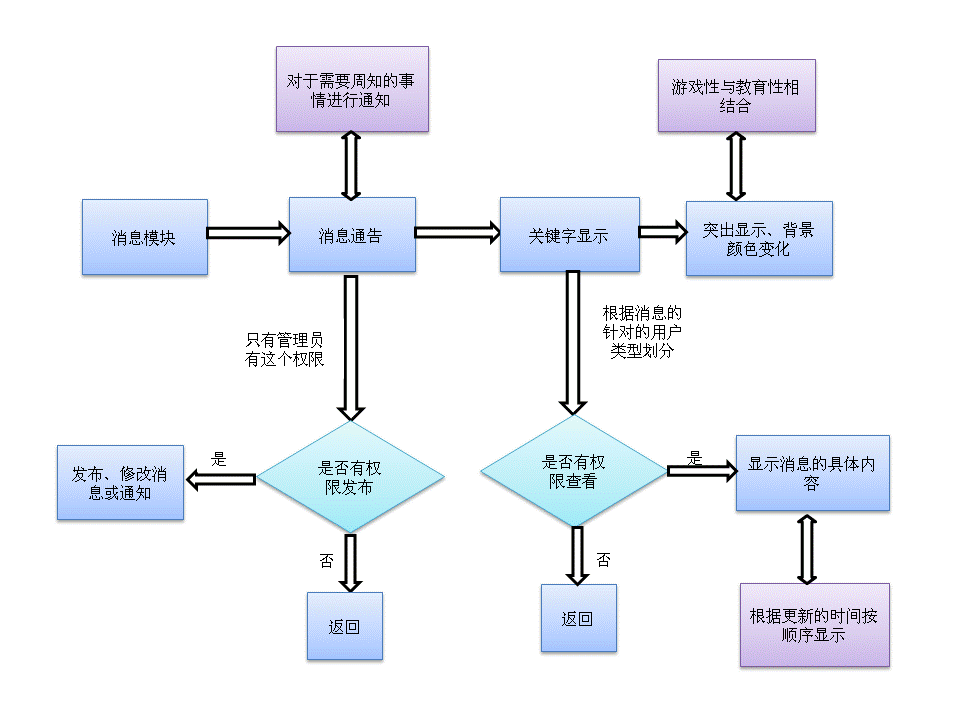 对于需要周知的事
情进行通知
游戏性与教育性相
结合
消息模块
消息通告
关键字显示
突出显示、背景
颜色变化
只有管理员
有这个权限
根据消息的
针对的用户
类型划分
发布、修改消
息或通知
是
是否有权
限发布
是否有权
限查看
是
显示消息的具体内
容
否
否
返回
返回
根据更新的时间按
顺序显示